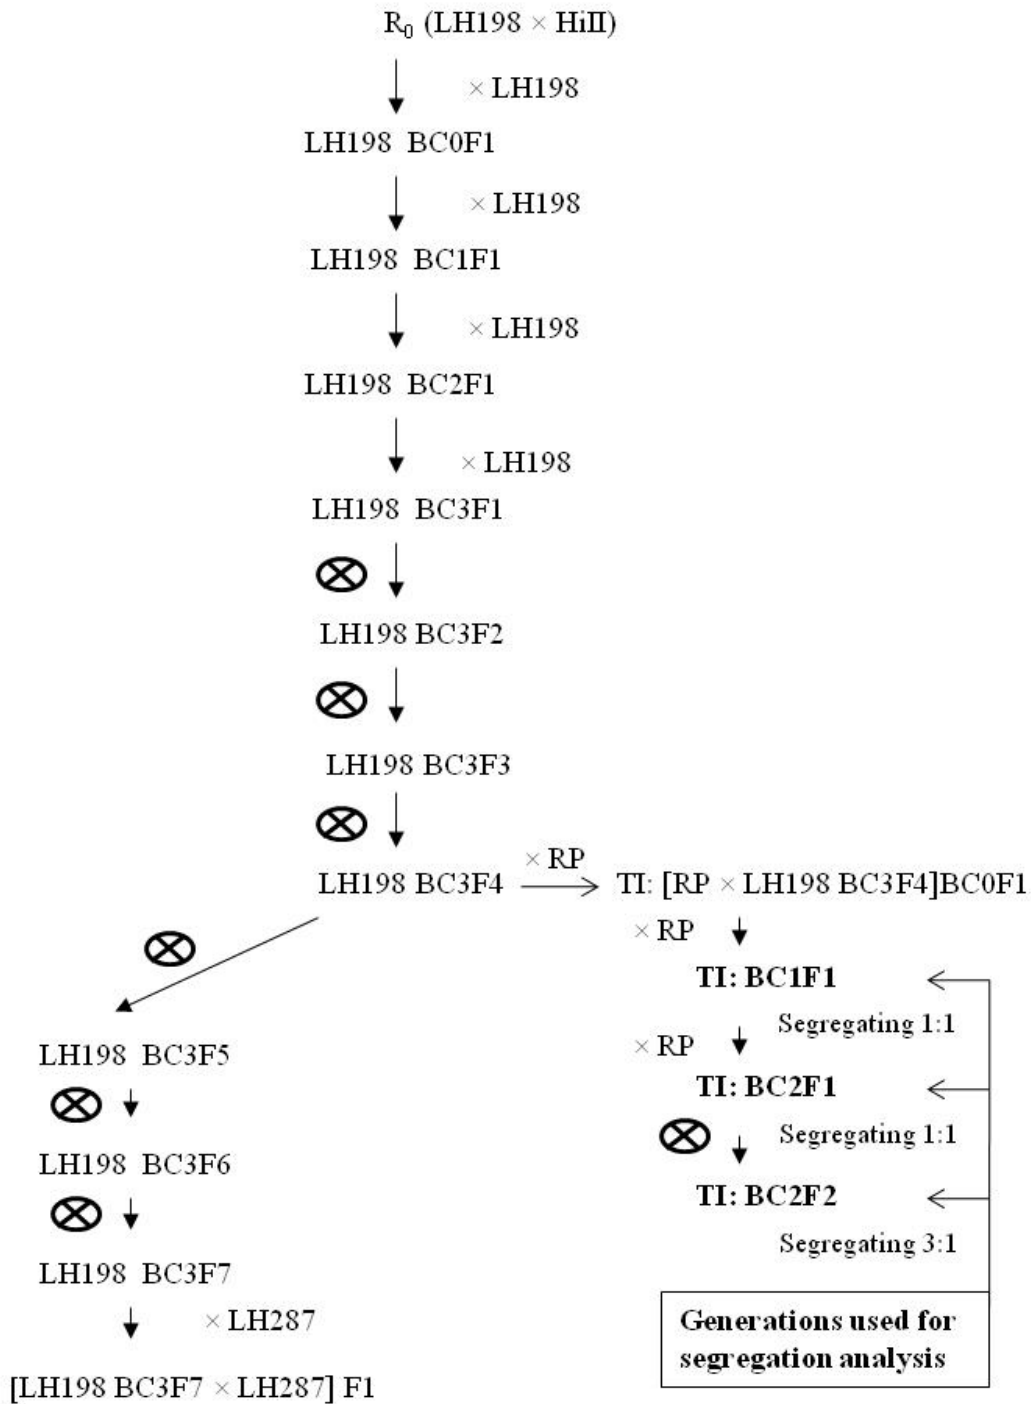 R₀ (LH198 × HiII)
× LH198
LH198 BC0F1
× LH198
LH198 BC1F1
× LH198
LH198 BC2F1
× LH198
LH198 BC3F1
LH198 BC3F2
LH198 BC3F3
LH198 BC3F4
× RP
TI: [RP × LH198 BC3F4]BC0F1
× RP
TI: BC1F1
Segregating 1:1
× RP
TI: BC2F1
Segregating 1:1
TI: BC2F2
Segregating 3:1
Generations used for
segregation analysis
LH198 BC3F5
LH198 BC3F6
LH198 BC3F7
× LH287
[LH198 BC3F7 × LH287] F1